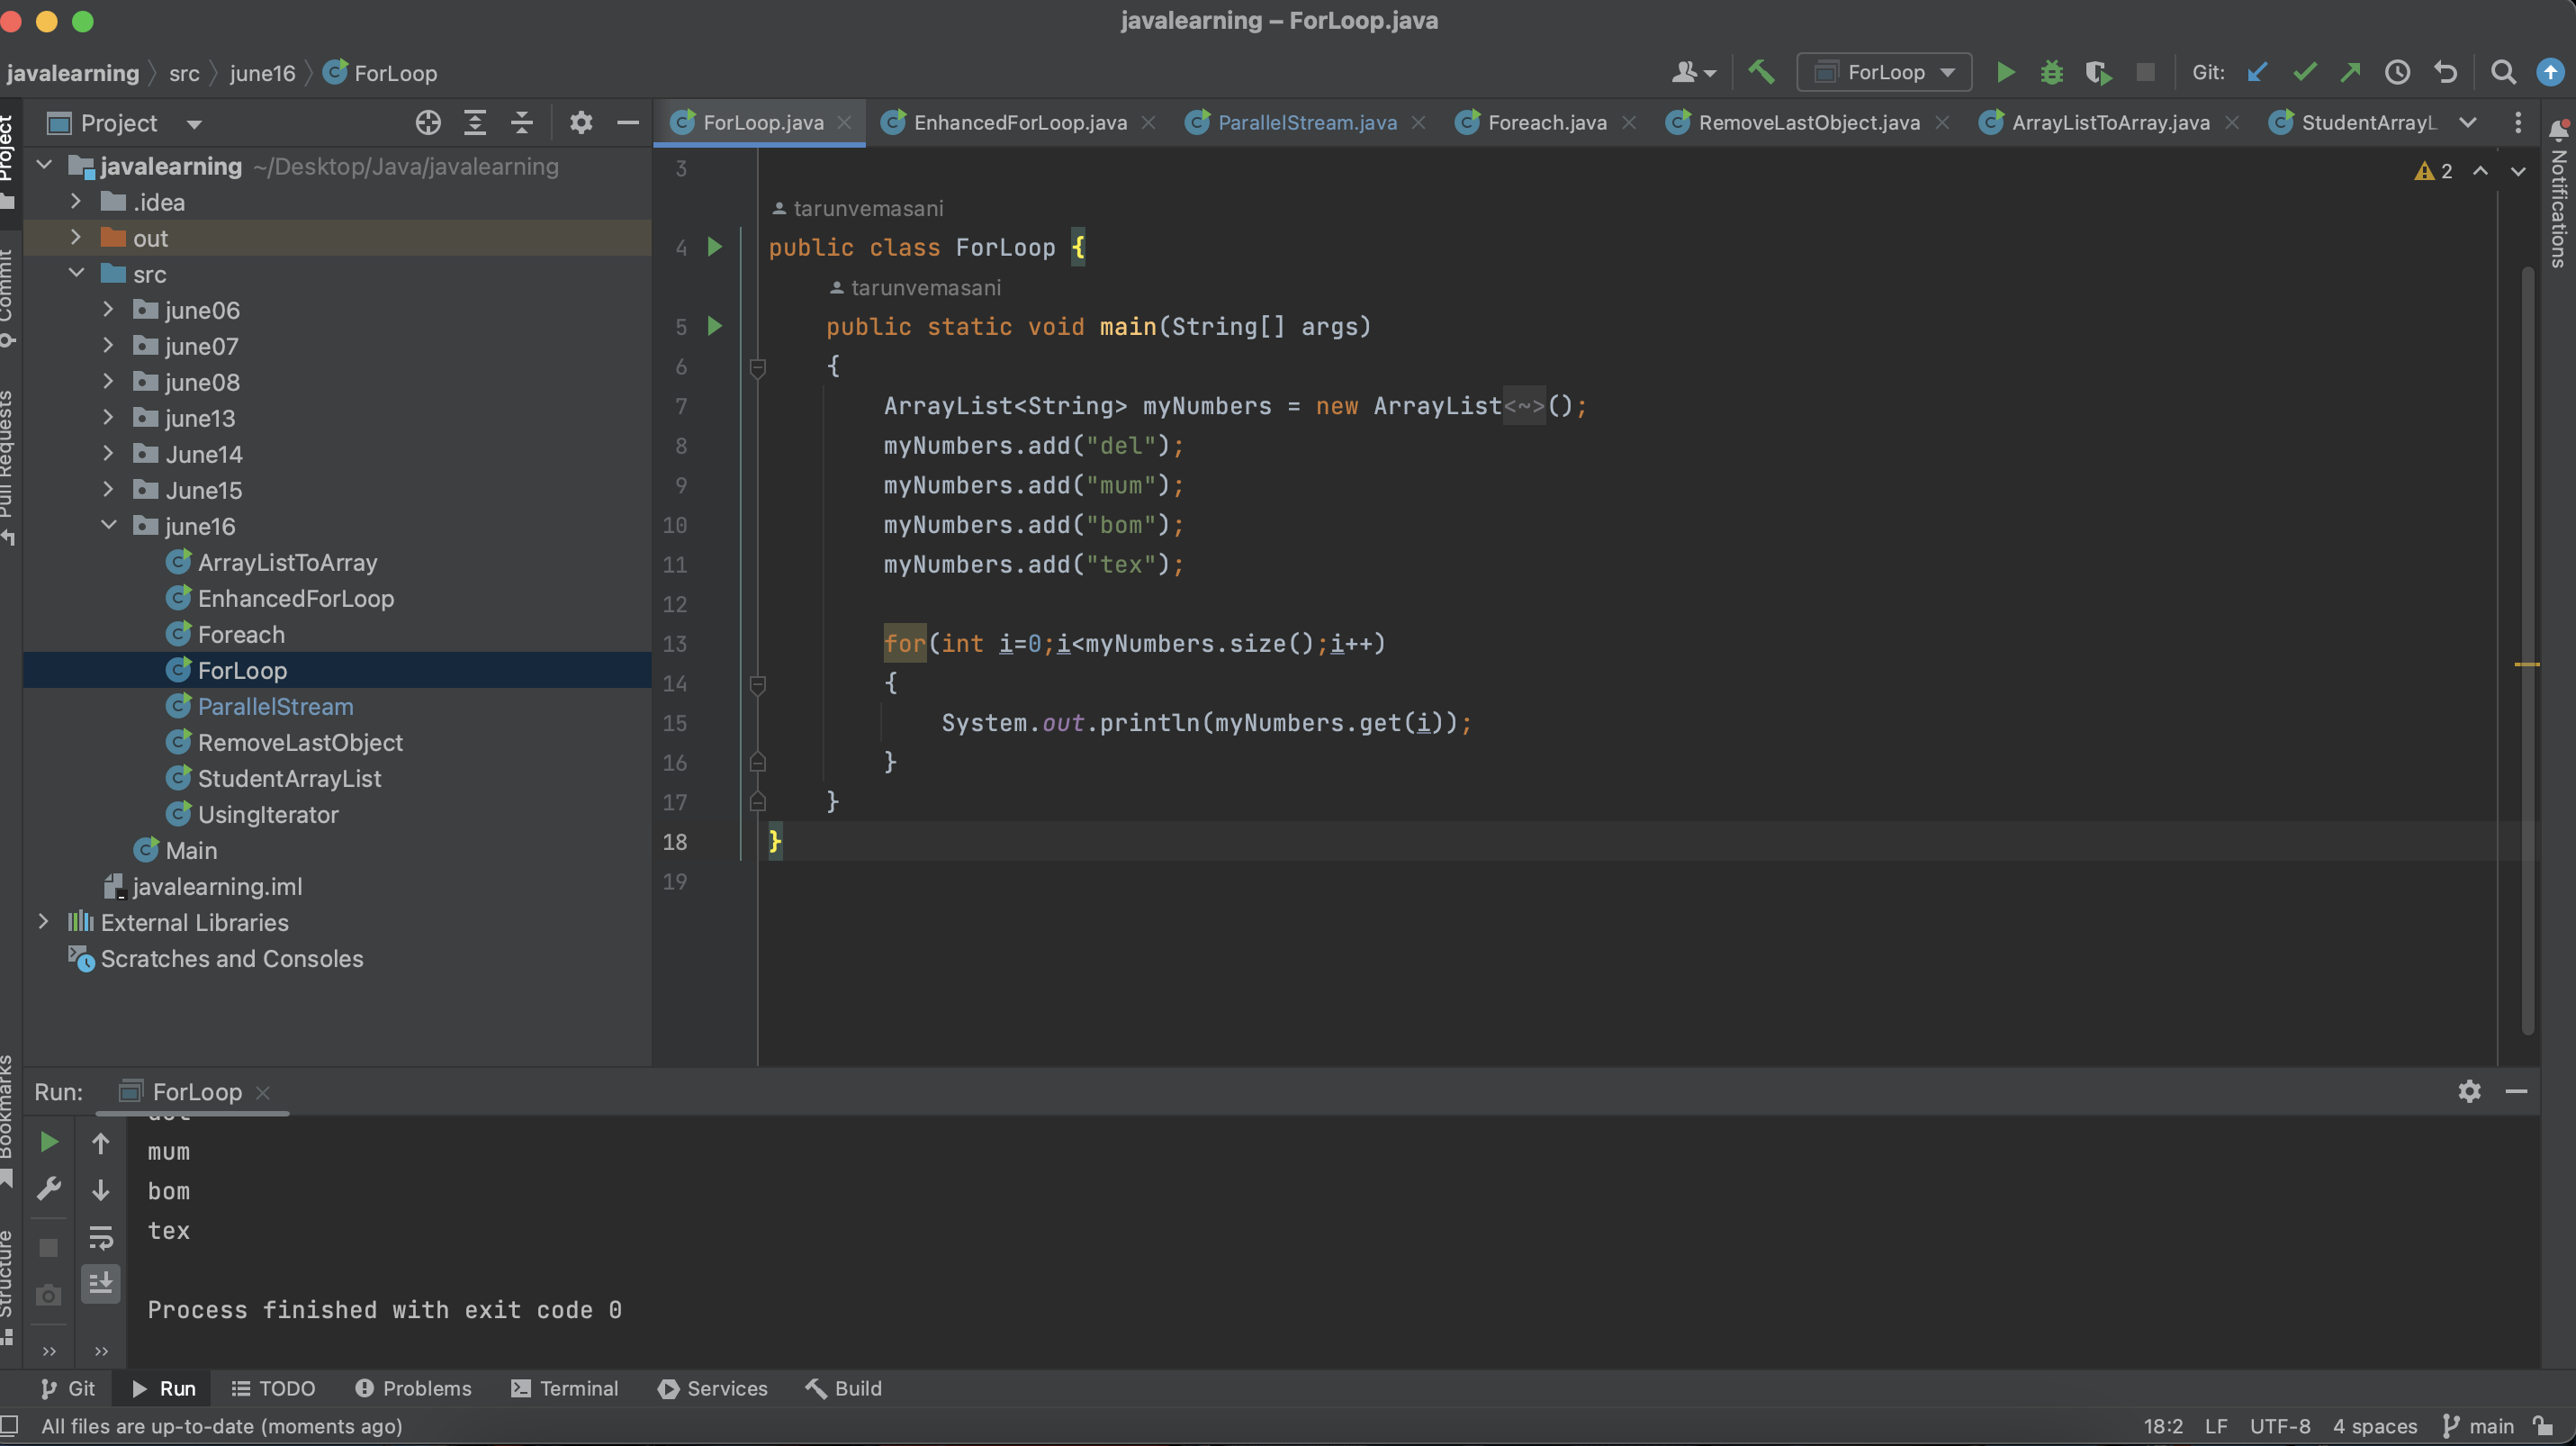 javalearning – ForLoop.java
javalearning src june16 ForLoop
ForLoop Git:
Project
ForLoop.java EnhancedForLoop.java ParallelStream.java Foreach.java RemoveLastObject.java ArrayListToArray.java StudentArrayL
Project
Commit
Pull Requests
Bookmarks
Structure
Notifications
javalearning ~/Desktop/Java/javalearning
.idea
out
src
june06
june07
june08
june13
June14
June15
june16
ArrayListToArray
EnhancedForLoop
Foreach
ForLoop
ParallelStream
RemoveLastObject
StudentArrayList
UsingIterator
Main
javalearning.iml
External Libraries
Scratches and Consoles
2
3
tarunvemasani
4 public class ForLoop {
tarunvemasani
5 public static void main(String[] args)
6 {
7 ArrayList<String> myNumbers = new ArrayList<~>();
8 myNumbers.add("del");
9 myNumbers.add("mum");
10 myNumbers.add("bom");
11 myNumbers.add("tex");
12
13 for(int i=0;i<myNumbers.size();i++)
14 {
15 System.out.println(myNumbers.get(i));
16 }
17 }
18 }
19
Run: ForLoop
mum
bom
tex
Process finished with exit code 0
Git Run TODO Problems Terminal Services Build
All files are up-to-date (moments ago) 18:2 LF UTF-8 4 spaces main